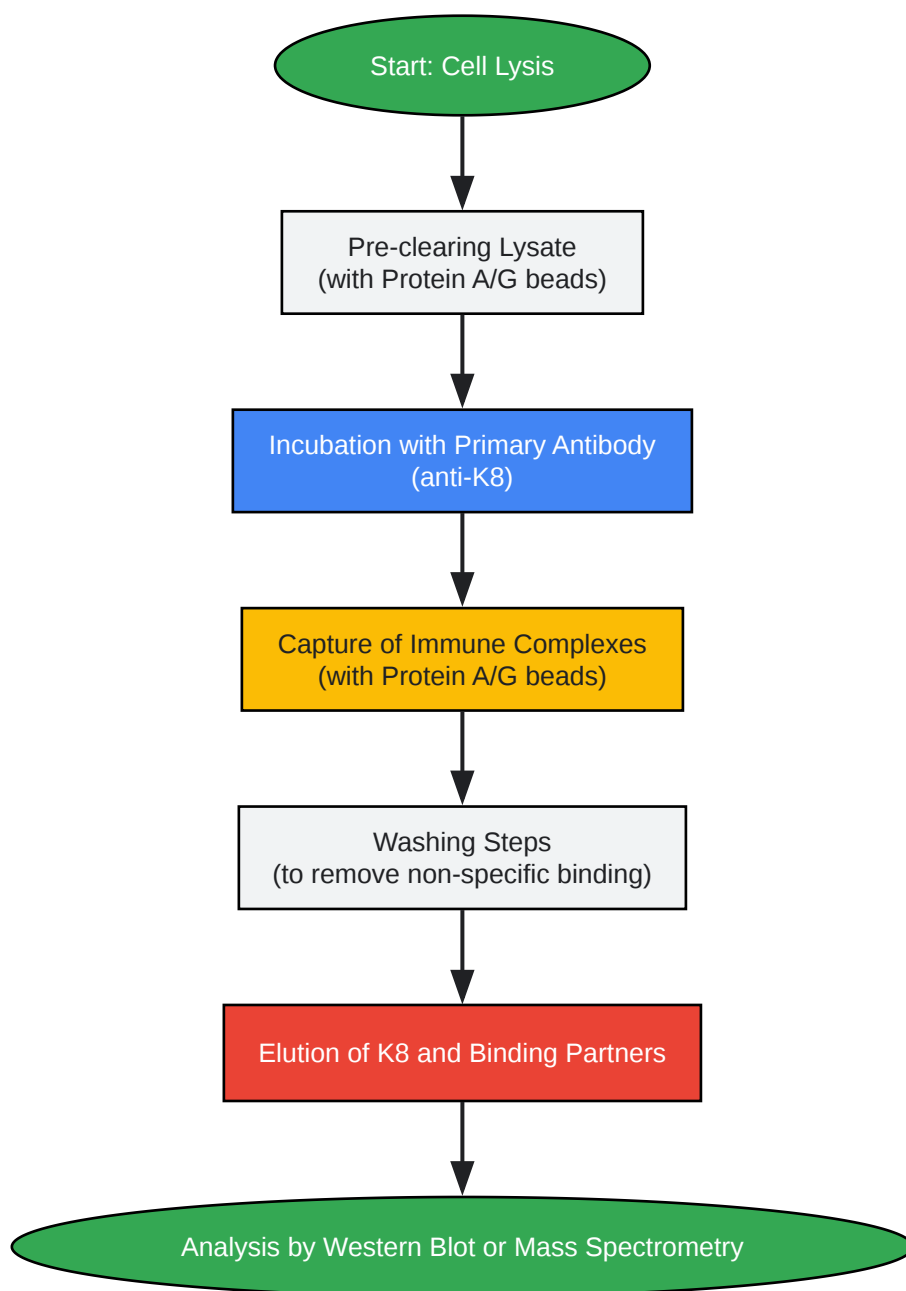 Start: Cell Lysis
Pre-clearing Lysate
(with Protein A/G beads)
Incubation with Primary Antibody
(anti-K8)
Capture of Immune Complexes
(with Protein A/G beads)
Washing Steps
(to remove non-specific binding)
Elution of K8 and Binding Partners
Analysis by Western Blot or Mass Spectrometry